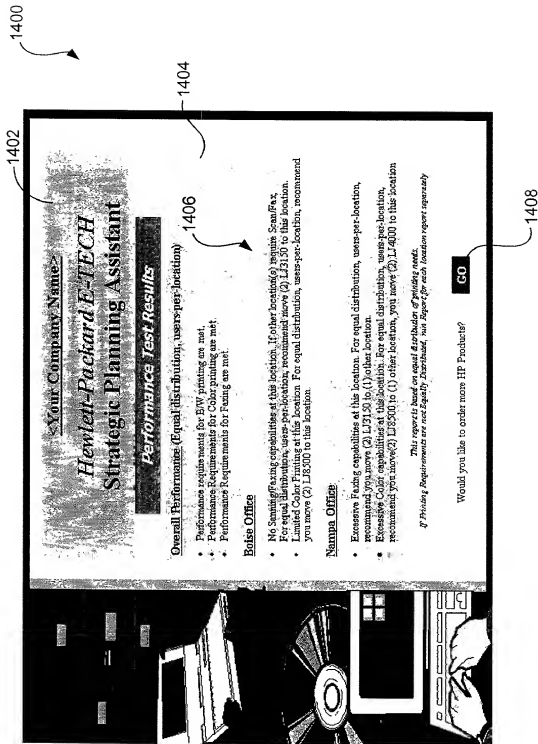 1400
1402
<Your Company Name>
Hewlett-Packard E-TECH
Strategic Planning Assistant
1404
Performance Test Results
Overall Performance (Equal distribution, users-per-location)
• Performance requirements for B/W printing are met.
• Performance Requirements for Color printing are met.
• Performance Requirements for Faxing are met.
1406
Boise Office
• No Scanning/Faxing capabilities at this location. If other location(s) require Scan/Fax,
For equal distribution, users-per-location, recommend move (2) LJ3150 to this location.
• Limited Color Printing at this location. For equal distribution, users-per-location, recommend
you move (2) LJ8500 to this location.
Nampa Office
• Excessive Faxing capabilities at this location. For equal distribution, users-per-location,
recommend you move (2) LJ3150 to (1) other location.
• Excessive Color capabilities at this location. For equal distribution, users-per-location,
recommend you move(2) LJ8500 to (1) other location, you move (2) LJ4000 to this location
This report is based on equal distribution of printing needs.
If Printing Requirements are not Equally Distributed, run Report for each location report separately
Would you like to order more HP Products?
GO
1408